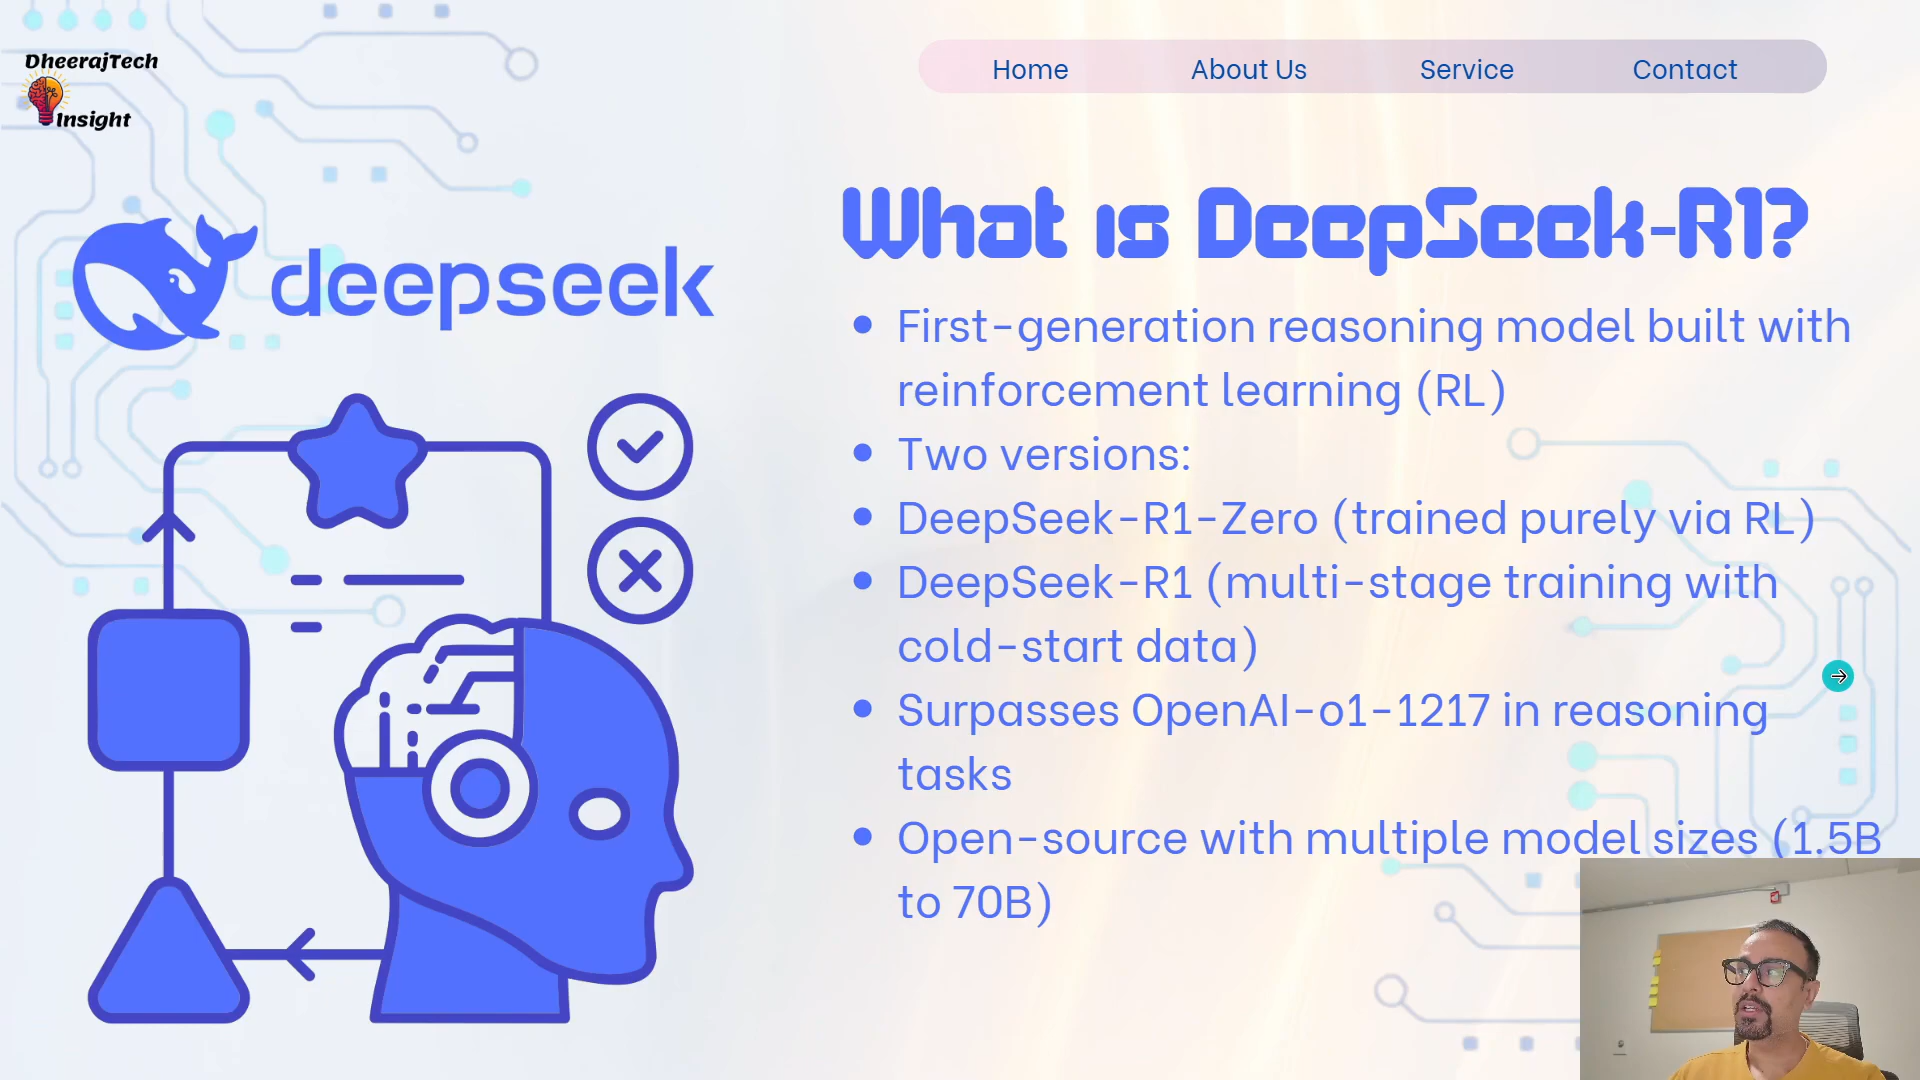 DheerajTech
Insight
Home About Us Service Contact
deepseek
What is DeepSeek-R1?
• First-generation reasoning model built with
reinforcement learning (RL)
• Two versions:
• DeepSeek-R1-Zero (trained purely via RL)
• DeepSeek-R1 (multi-stage training with
cold-start data)
• Surpasses OpenAI-o1-1217 in reasoning
tasks
• Open-source with multiple model sizes (1.5B
to 70B)